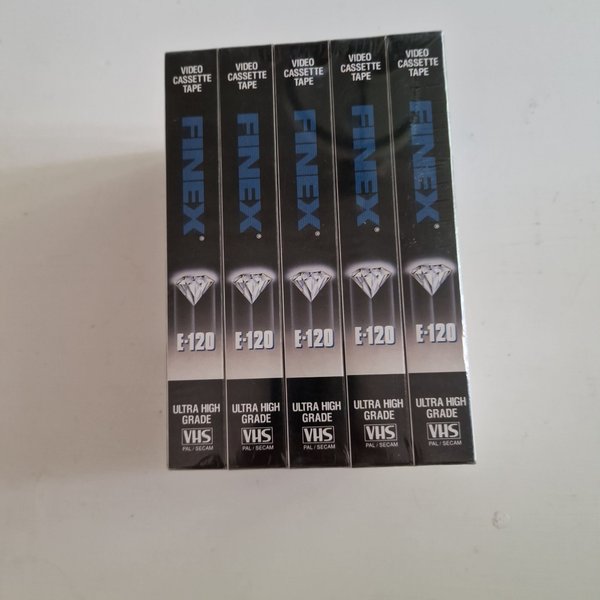 VIDEO
CASSETTE
TAPE
FINEX®
E-120
ULTRA HIGH
GRADE
VHS
PAL / SECAM
VIDEO
CASSETTE
TAPE
FINEX®
E-120
ULTRA HIGH
GRADE
VHS
PAL / SECAM
VIDEO
CASSETTE
TAPE
FINEX®
E-120
ULTRA HIGH
GRADE
VHS
PAL / SECAM
VIDEO
CASSETTE
TAPE
FINEX®
E-120
ULTRA HIGH
GRADE
VHS
PAL / SECAM
VIDEO
CASSETTE
TAPE
FINEX®
E-120
ULTRA HIGH
GRADE
VHS
PAL / SECAM